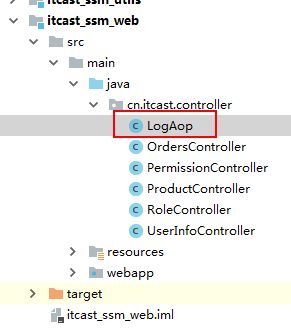 itcast_ssm_utils
itcast_ssm_web
src
main
java
cn.itcast.controller
LogAop
OrdersController
PermissionController
ProductController
RoleController
UserInfoController
resources
webapp
target
itcast_ssm_web.iml